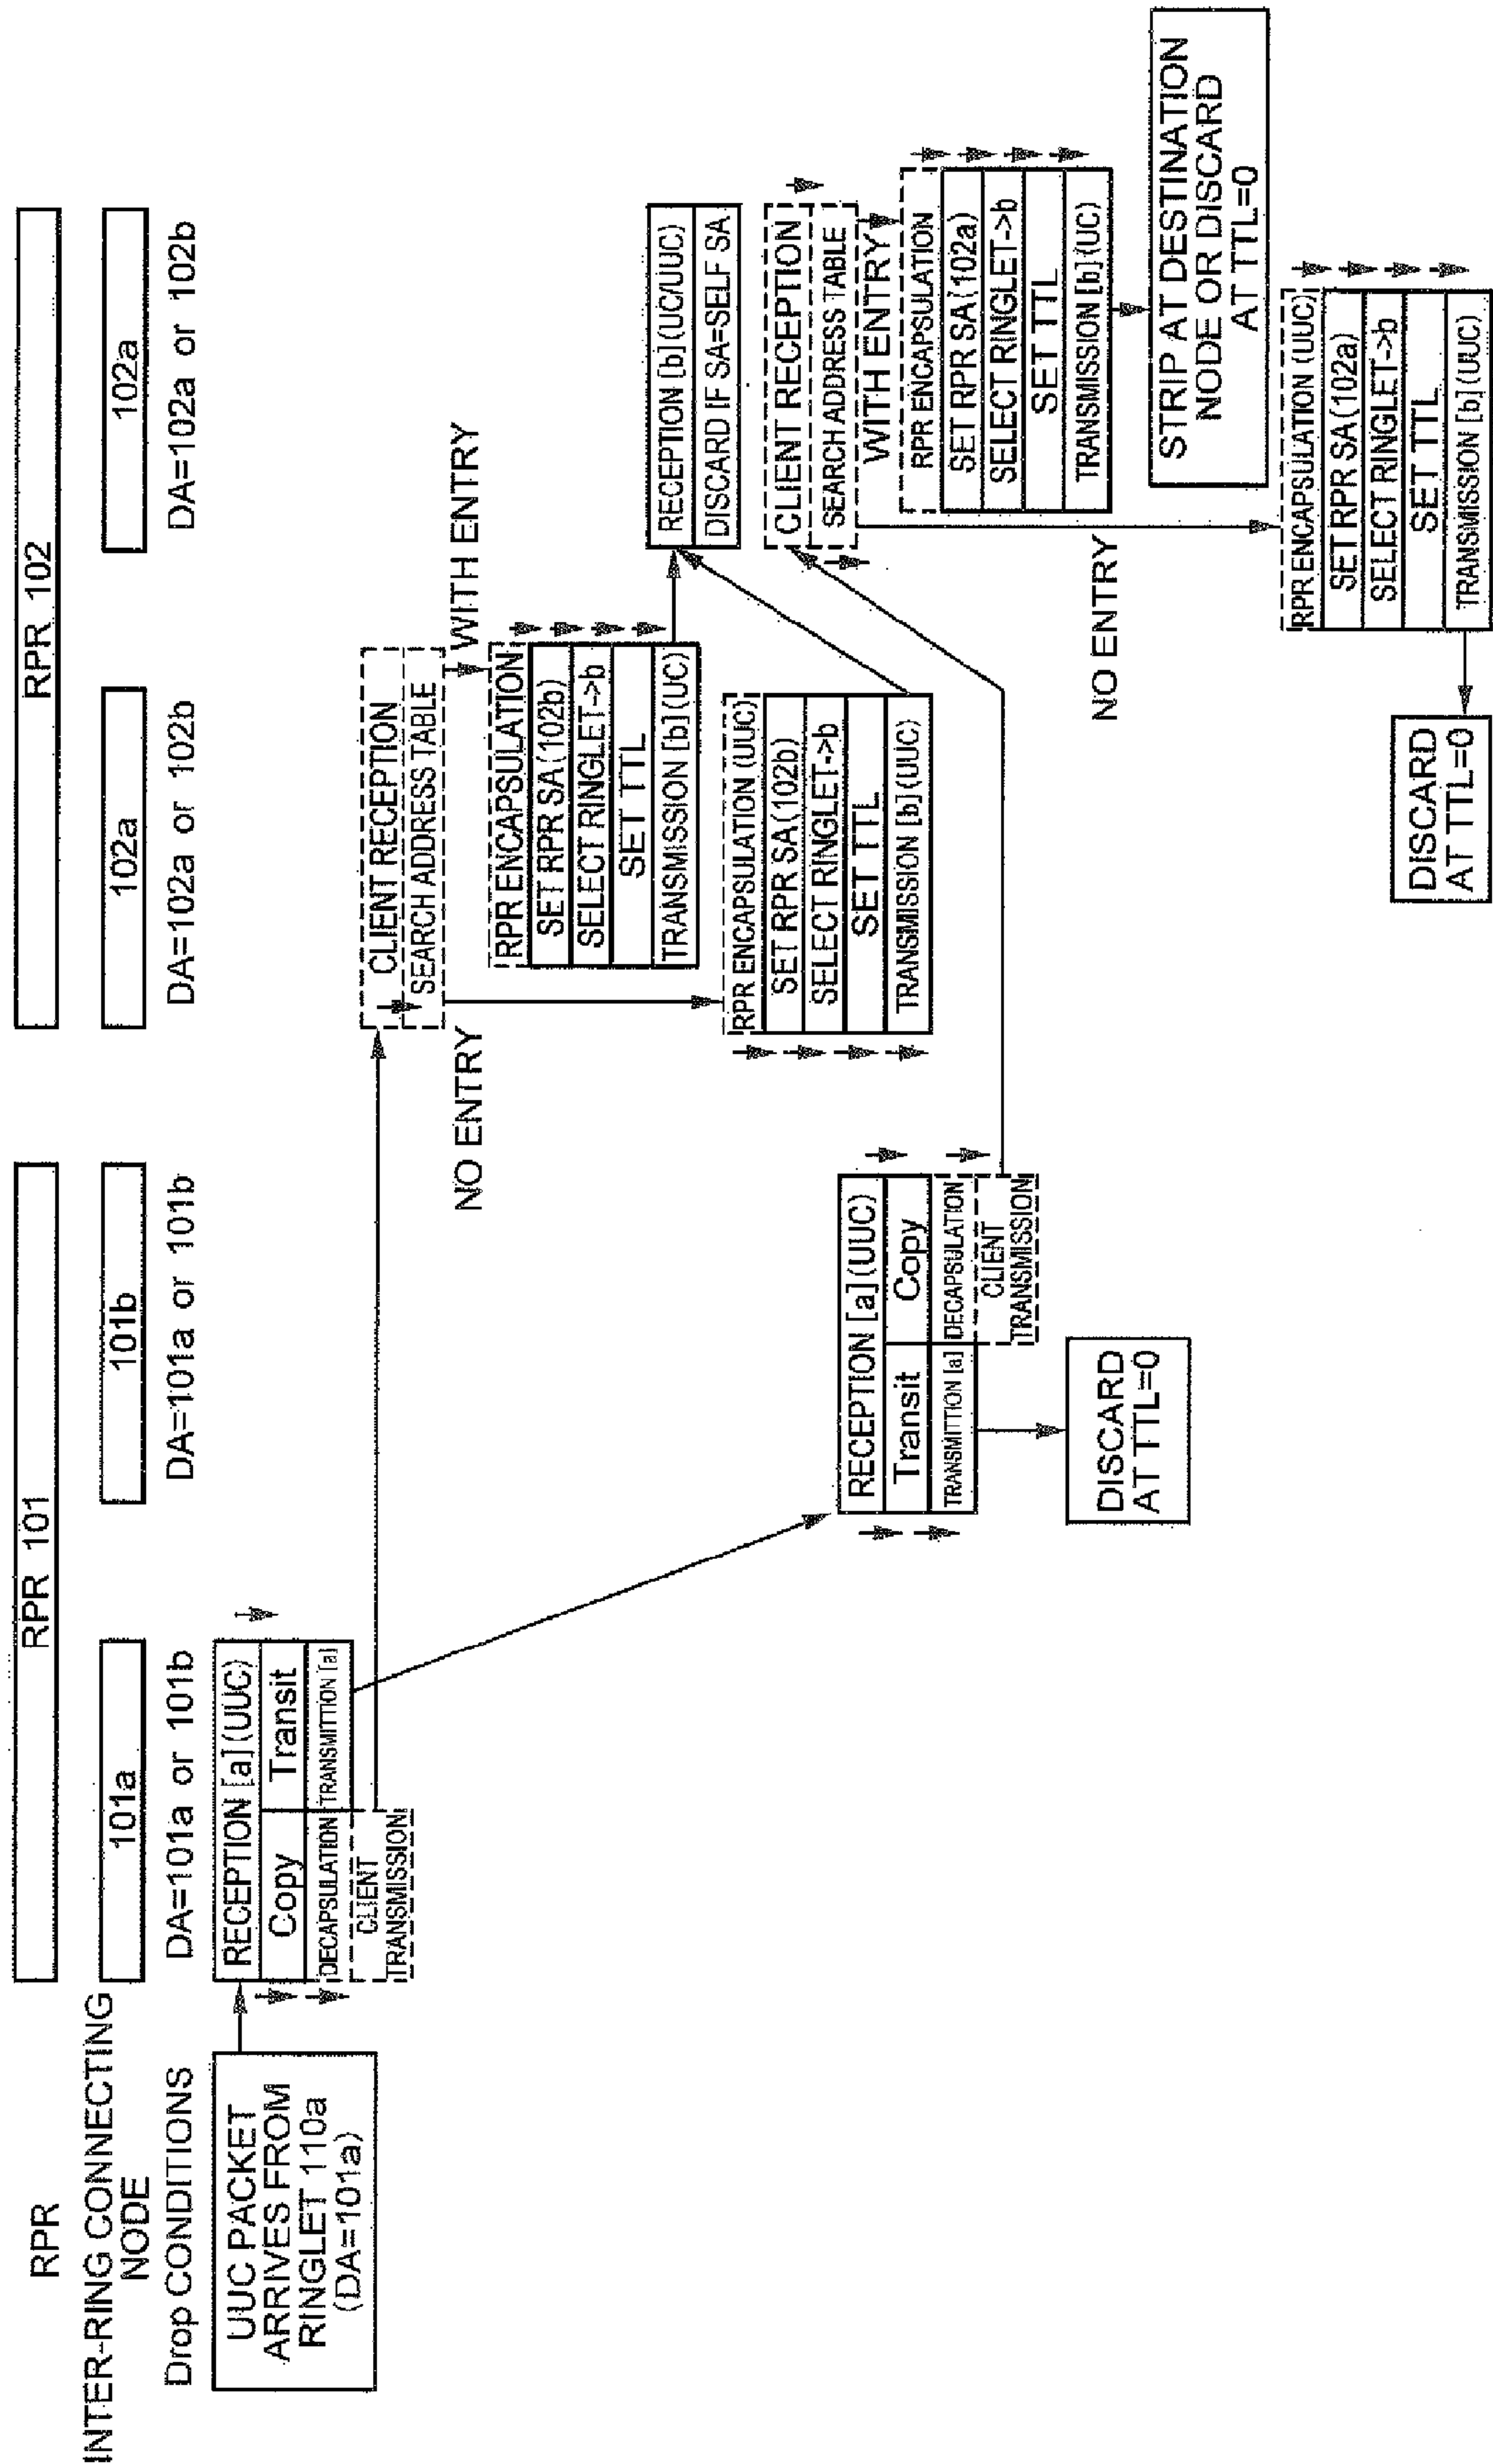 RPR
RPR 101
RPR 102
INTER-RING CONNECTING
NODE
101a
101b
102a
102a
Drop CONDITIONS
DA=101a or 101b
DA=101a or 101b
DA=102a or 102b
DA=102a or 102b
UUC PACKET
ARRIVES FROM
RINGLET 110a
(DA=101a)
RECEPTION [a](UUC)
Copy
Transit
DECAPSULATION
TRANSMITTION [a]
CLIENT
TRANSMISSION
CLIENT RECEPTION
SEARCH ADDRESS TABLE
NO ENTRY
WITH ENTRY
RPR ENCAPSULATION
SET RPR SA(102b)
SELECT RINGLET->b
SET TTL
TRANSMISSION [b](UC)
RPR ENCAPSULATION (UUC)
SET RPR SA(102b)
SELECT RINGLET->b
SET TTL
TRANSMISSION [b](UUC)
RECEPTION [b](UC/UUC)
DISCARD IF SA=SELF SA
RECEPTION [a](UUC)
Transit
Copy
TRANSMITTION [a]
DECAPSULATION
CLIENT
TRANSMISSION
DISCARD
AT TTL=0
CLIENT RECEPTION
SEARCH ADDRESS TABLE
WITH ENTRY
RPR ENCAPSULATION
SET RPR SA(102a)
SELECT RINGLET->b
SET TTL
TRANSMISSION [b](UC)
STRIP AT DESTINATION
NODE OR DISCARD
AT TTL=0
NO ENTRY
RPR ENCAPSULATION (UUC)
SET RPR SA(102a)
SELECT RINGLET->b
SET TTL
TRANSMISSION [b](UUC)
DISCARD
AT TTL=0